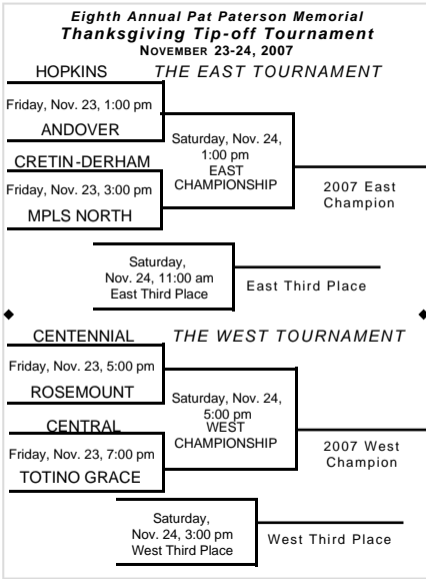 Eighth Annual Pat Paterson Memorial
Thanksgiving Tip-off Tournament
NOVEMBER 23-24, 2007
HOPKINS
THE EAST TOURNAMENT
Friday, Nov. 23, 1:00 pm
ANDOVER
CRETIN-DERHAM
Friday, Nov. 23, 3:00 pm
MPLS NORTH
Saturday, Nov. 24,
1:00 pm
EAST
CHAMPIONSHIP
2007 East
Champion
Saturday,
Nov. 24, 11:00 am
East Third Place
East Third Place
CENTENNIAL
THE WEST TOURNAMENT
Friday, Nov. 23, 5:00 pm
ROSEMOUNT
CENTRAL
Friday, Nov. 23, 7:00 pm
TOTINO GRACE
Saturday, Nov. 24,
5:00 pm
WEST
CHAMPIONSHIP
2007 West
Champion
Saturday,
Nov. 24, 3:00 pm
West Third Place
West Third Place